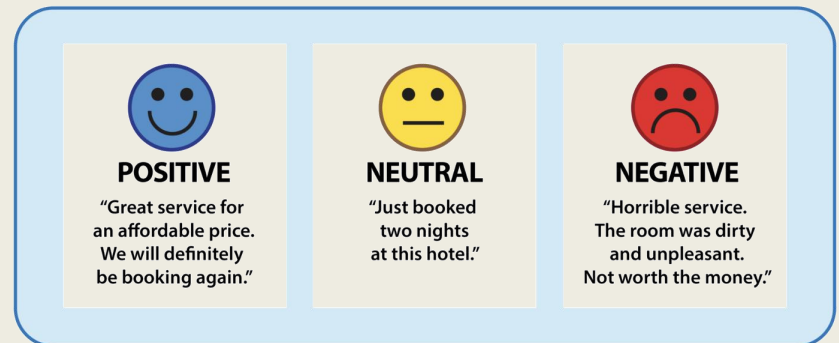 POSITIVE
“Great service for
an affordable price.
We will definitely
be booking again.”
NEUTRAL
“Just booked
two nights
at this hotel.”
NEGATIVE
“Horrible service.
The room was dirty
and unpleasant.
Not worth the money.”